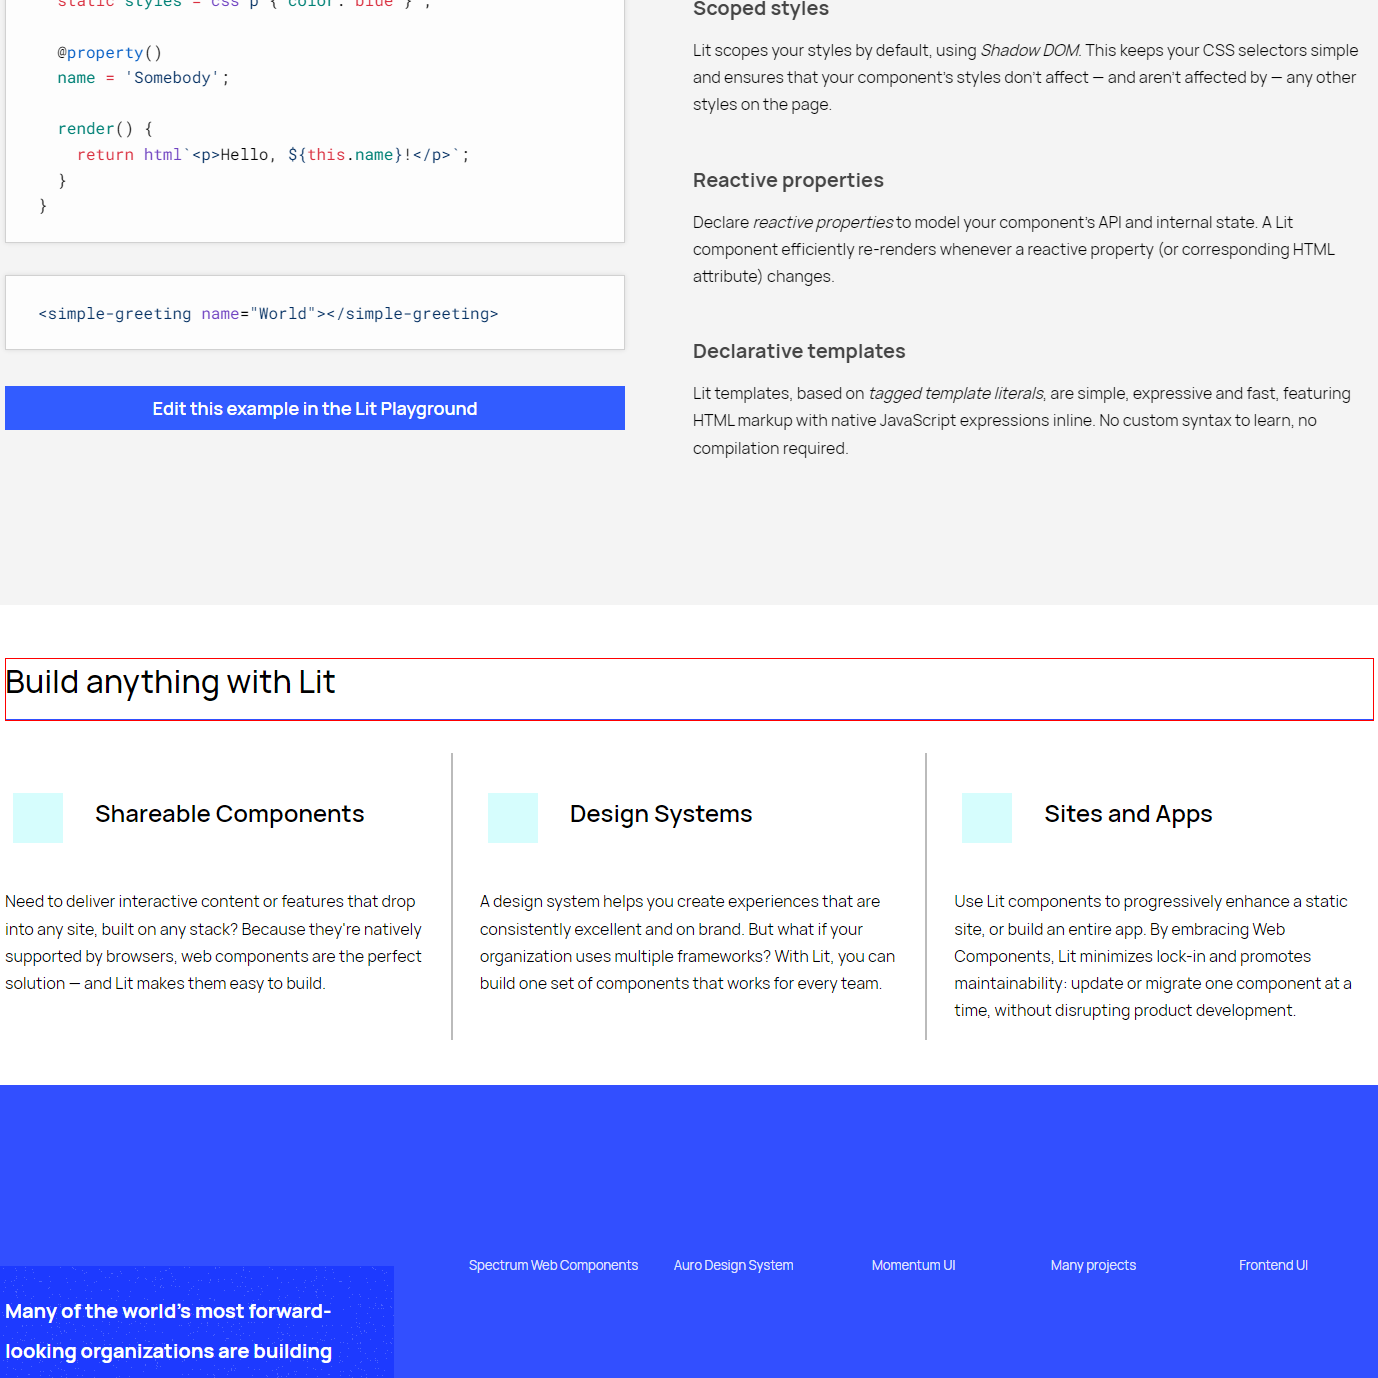 static styles = css`p { color: blue }`;
@property()
name = 'Somebody';
render() {
return html`<p>Hello, ${this.name}!</p>`;
}
}
<simple-greeting name="World"></simple-greeting>
Edit this example in the Lit Playground
Scoped styles
Lit scopes your styles by default, using Shadow DOM. This keeps your CSS selectors simple
and ensures that your component's styles don't affect — and aren't affected by — any other
styles on the page.
Reactive properties
Declare reactive properties to model your component's API and internal state. A Lit
component efficiently re-renders whenever a reactive property (or corresponding HTML
attribute) changes.
Declarative templates
Lit templates, based on tagged template literals, are simple, expressive and fast, featuring
HTML markup with native JavaScript expressions inline. No custom syntax to learn, no
compilation required.
Build anything with Lit
Shareable Components
Need to deliver interactive content or features that drop
into any site, built on any stack? Because they're natively
supported by browsers, web components are the perfect
solution — and Lit makes them easy to build.
Design Systems
A design system helps you create experiences that are
consistently excellent and on brand. But what if your
organization uses multiple frameworks? With Lit, you can
build one set of components that works for every team.
Sites and Apps
Use Lit components to progressively enhance a static
site, or build an entire app. By embracing Web
Components, Lit minimizes lock-in and promotes
maintainability: update or migrate one component at a
time, without disrupting product development.
Spectrum Web Components
Auro Design System
Momentum UI
Many projects
Frontend UI
Many of the world's most forward-
looking organizations are building